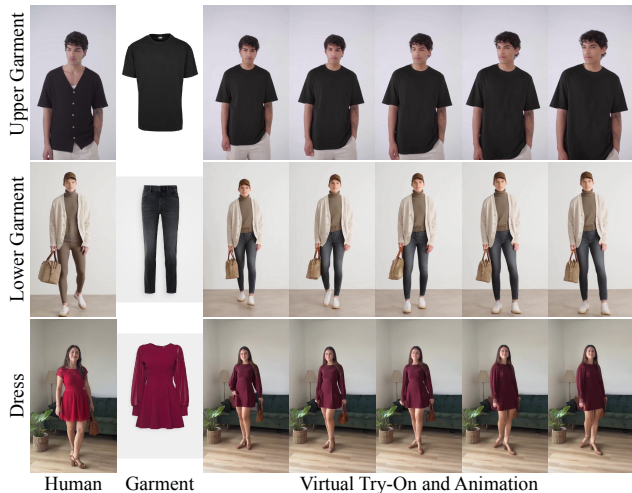 Upper Garment
Lower Garment
Dress
Human
Garment
Virtual Try-On and Animation